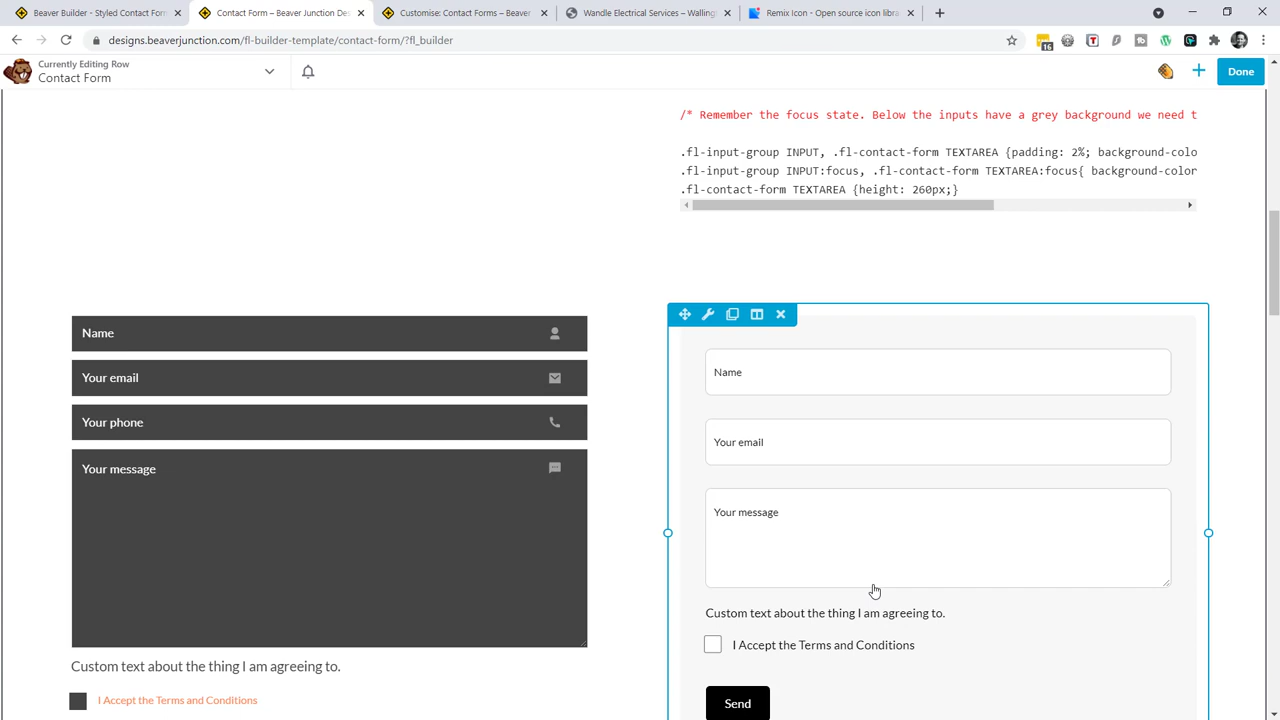 Beaver Builder - Styled Contact Form
Contact Form – Beaver Junction De
Customise: Contact Forms – Beaver
Wandle Electrical Services – Walling
Remix Icon - Open source icon libra
designs.beaverjunction.com/fl-builder-template/contact-form/?fl_builder
16
Currently Editing Row
Contact Form
Done
/* Remember the focus state. Below the inputs have a grey background we need t
.fl-input-group INPUT, .fl-contact-form TEXTAREA {padding: 2%; background-colo
.fl-input-group INPUT:focus, .fl-contact-form TEXTAREA:focus{ background-color
.fl-contact-form TEXTAREA {height: 260px;}
Name
Your email
Your phone
Your message
Custom text about the thing I am agreeing to.
I Accept the Terms and Conditions
Name
Your email
Your message
Custom text about the thing I am agreeing to.
I Accept the Terms and Conditions
Send